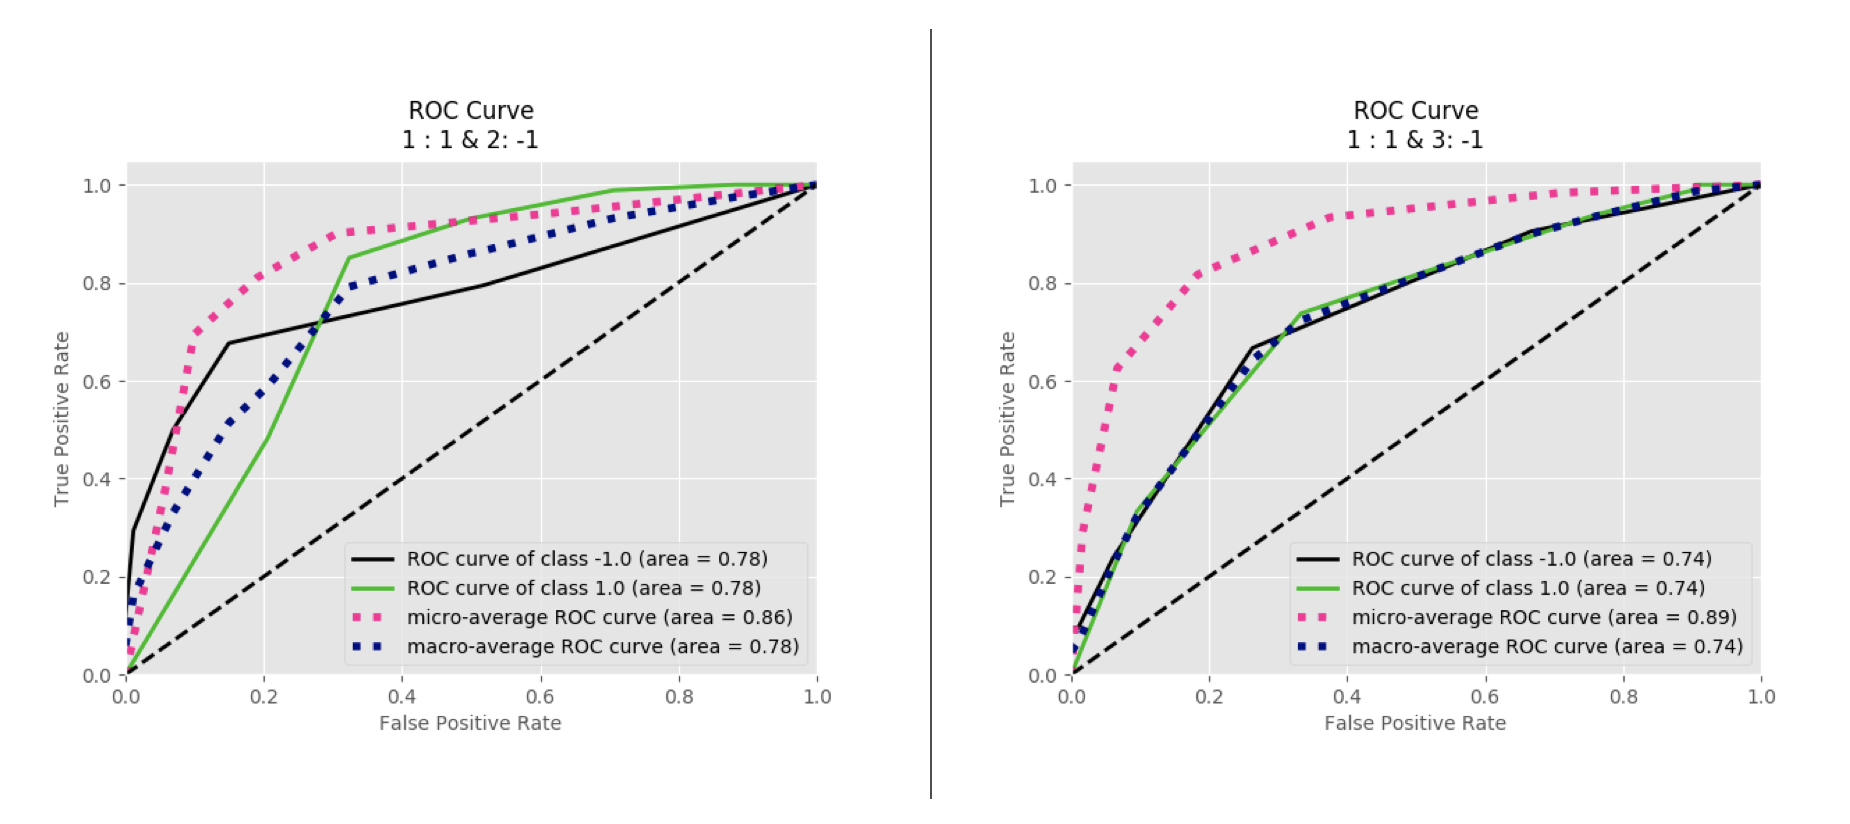 ROC Curve
1 : 1 & 2: -1
True Positive Rate
1.0
0.8
0.6
0.4
0.2
0.0
ROC curve of class -1.0 (area = 0.78)
ROC curve of class 1.0 (area = 0.78)
micro-average ROC curve (area = 0.86)
macro-average ROC curve (area = 0.78)
0.0 0.2 0.4 0.6 0.8 1.0
False Positive Rate
ROC Curve
1 : 1 & 3: -1
True Positive Rate
1.0
0.8
0.6
0.4
0.2
0.0
ROC curve of class -1.0 (area = 0.74)
ROC curve of class 1.0 (area = 0.74)
micro-average ROC curve (area = 0.89)
macro-average ROC curve (area = 0.74)
0.0 0.2 0.4 0.6 0.8 1.0
False Positive Rate